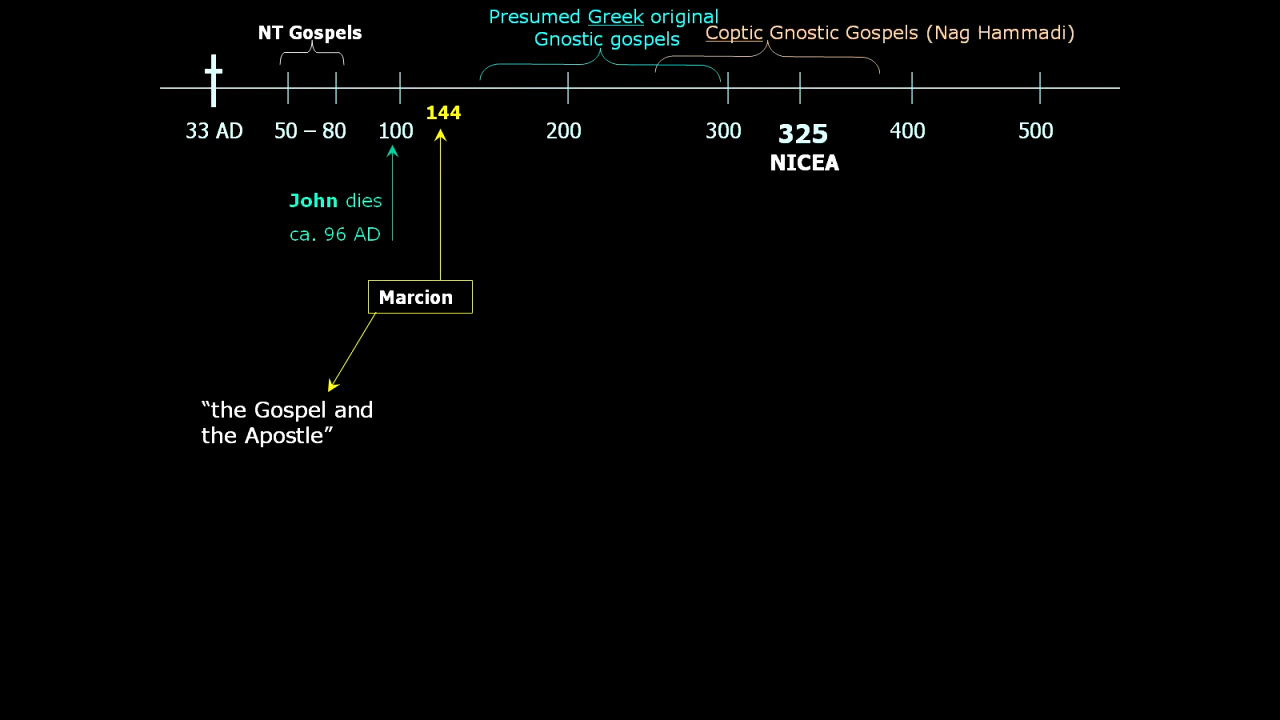 Presumed Greek original
Gnostic gospels
NT Gospels
Coptic Gnostic Gospels (Nag Hammadi)
144
33 AD 50 – 80 100 200 300 325 400 500
NICEA
John dies
ca. 96 AD
Marcion
“the Gospel and
the Apostle”